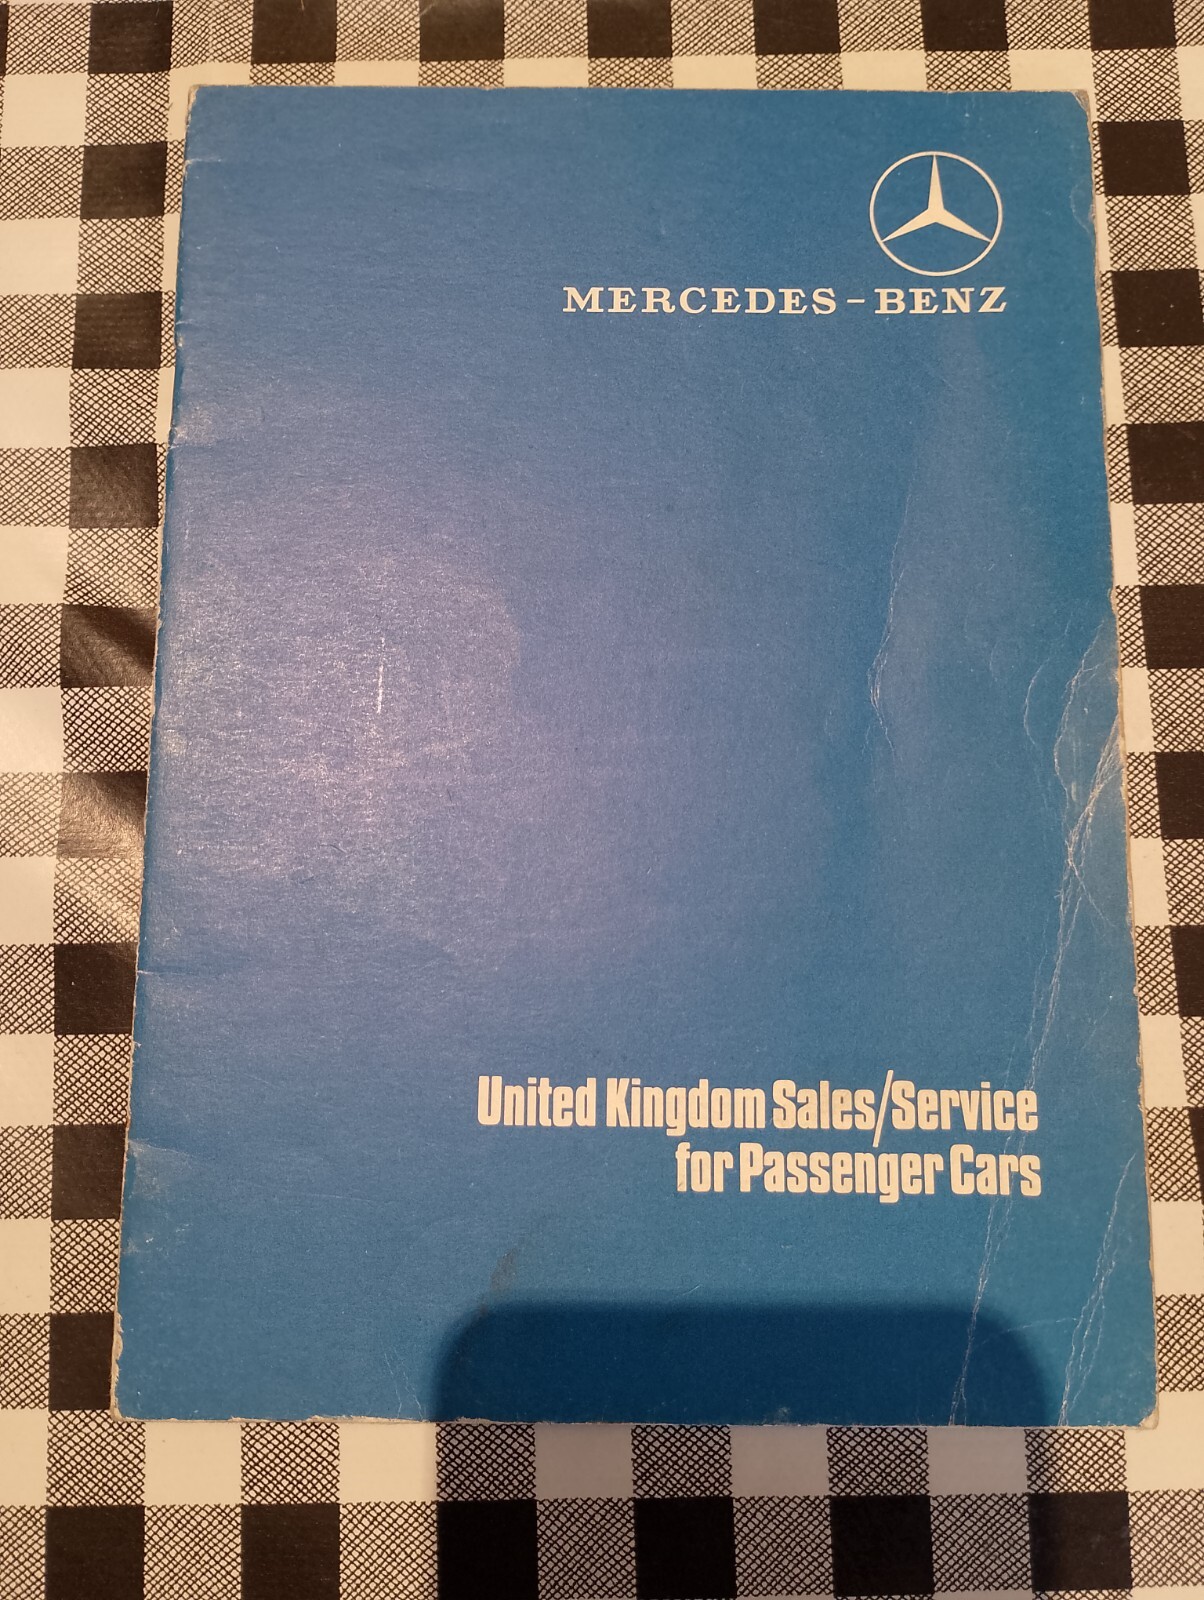 MERCEDES-BENZ
United Kingdom Sales/Service
for Passenger Cars